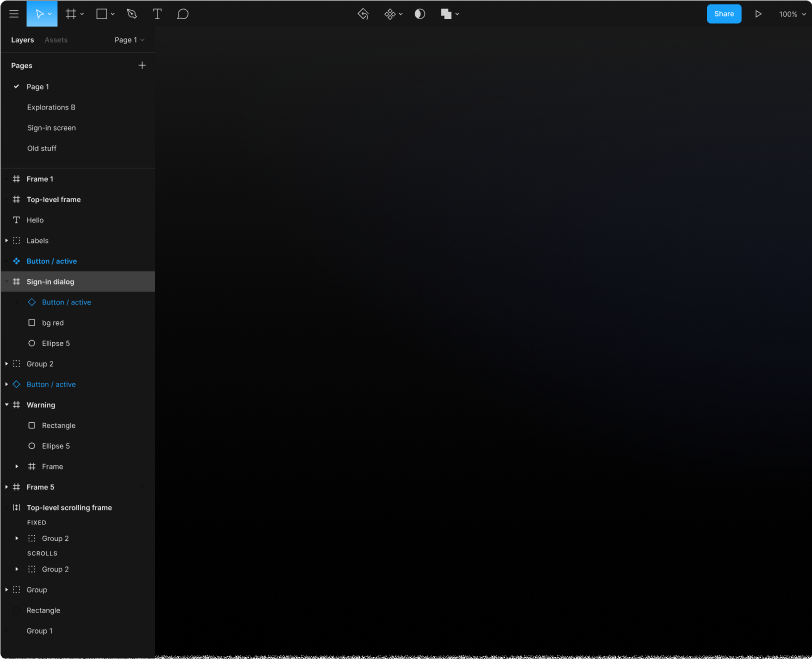 Share
100%
Layers Assets Page 1
Pages
Page 1
Explorations B
Sign-in screen
Old stuff
Frame 1
Top-level frame
Hello
Labels
Button / active
Sign-in dialog
Button / active
bg red
Ellipse 5
Group 2
Button / active
Warning
Rectangle
Ellipse 5
Frame
Frame 5
Top-level scrolling frame
FIXED
Group 2
SCROLLS
Group 2
Group
Rectangle
Group 1